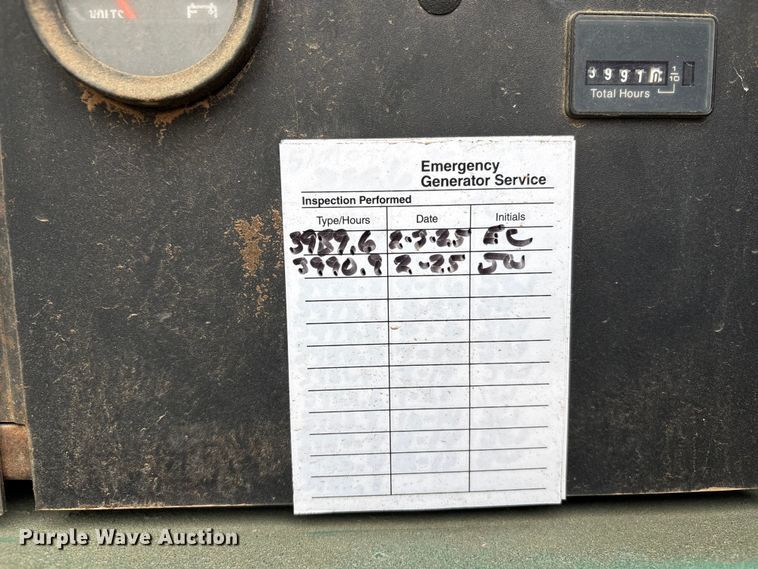 VOLTS
3991
1/10
Total Hours
Emergency
Generator Service
Inspection Performed
Type/Hours Date Initials
3989.6 2-3-25 EC
3990.9 2-25 JW
Purple Wave Auction